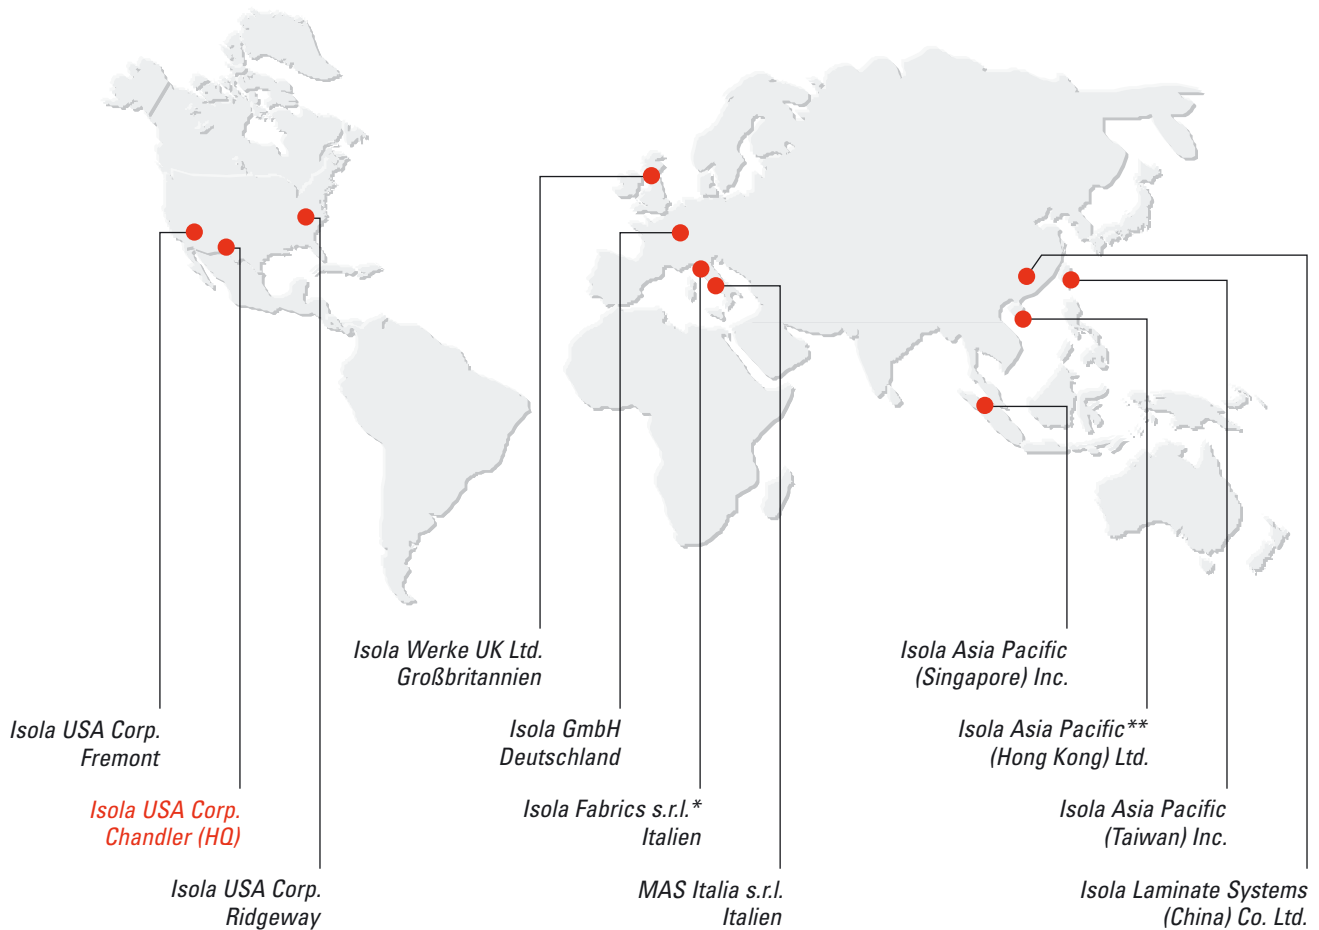 Isola Werke UK Ltd.
Großbritannien
Isola Asia Pacific
(Singapore) Inc.
Isola USA Corp.
Fremont
Isola GmbH
Deutschland
Isola Asia Pacific**
(Hong Kong) Ltd.
Isola USA Corp.
Chandler (HQ)
Isola Fabrics s.r.l.*
Italien
Isola Asia Pacific
(Taiwan) Inc.
Isola USA Corp.
Ridgeway
MAS Italia s.r.l.
Italien
Isola Laminate Systems
(China) Co. Ltd.